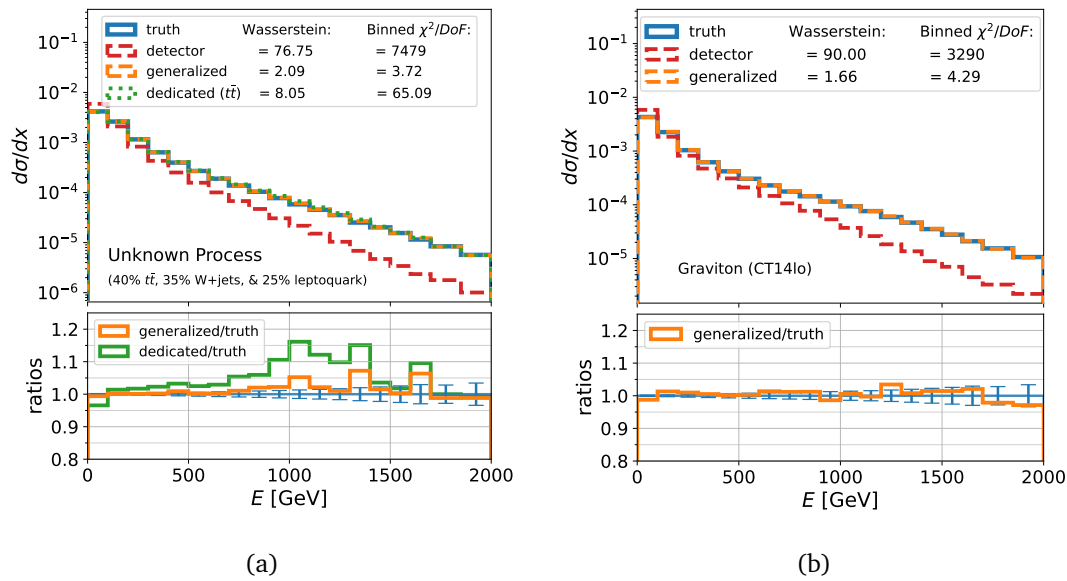 Wasserstein: Binned χ²/DoF:
truth
detector = 76.75 = 7479
generalized = 2.09 = 3.72
dedicated (tt̄) = 8.05 = 65.09
10⁻¹
10⁻²
10⁻³
10⁻⁴
10⁻⁵
10⁻⁶
dσ/dx
Unknown Process
(40% tt̄, 35% W+jets, & 25% leptoquark)
generalized/truth
dedicated/truth
1.2
1.1
1.0
0.9
0.8
ratios
0 500 1000 1500 2000
E [GeV]
(a)
Wasserstein: Binned χ²/DoF:
truth
detector = 90.00 = 3290
generalized = 1.66 = 4.29
10⁻¹
10⁻²
10⁻³
10⁻⁴
10⁻⁵
dσ/dx
Graviton (CT14lo)
generalized/truth
1.2
1.1
1.0
0.9
0.8
ratios
0 500 1000 1500 2000
E [GeV]
(b)